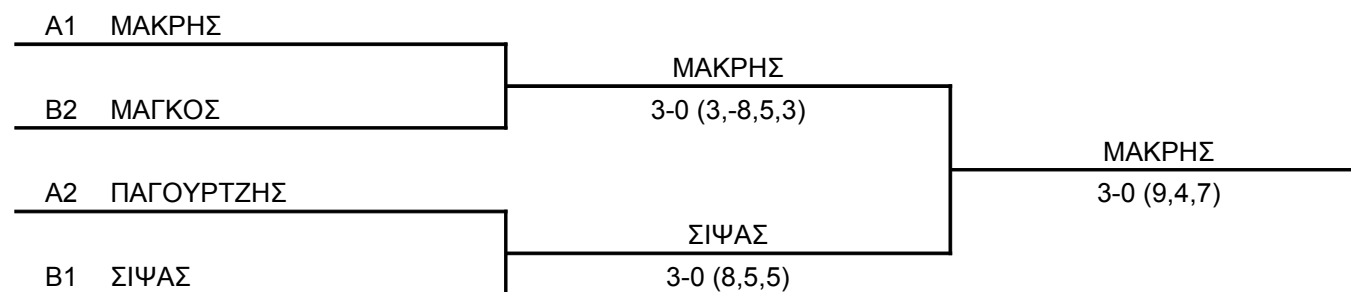 A1 ΜΑΚΡΗΣ
ΜΑΚΡΗΣ
B2 ΜΑΓΚΟΣ
3-0 (3,-8,5,3)
ΜΑΚΡΗΣ
A2 ΠΑΓΟΥΡΤΖΗΣ
3-0 (9,4,7)
ΣΙΨΑΣ
B1 ΣΙΨΑΣ
3-0 (8,5,5)